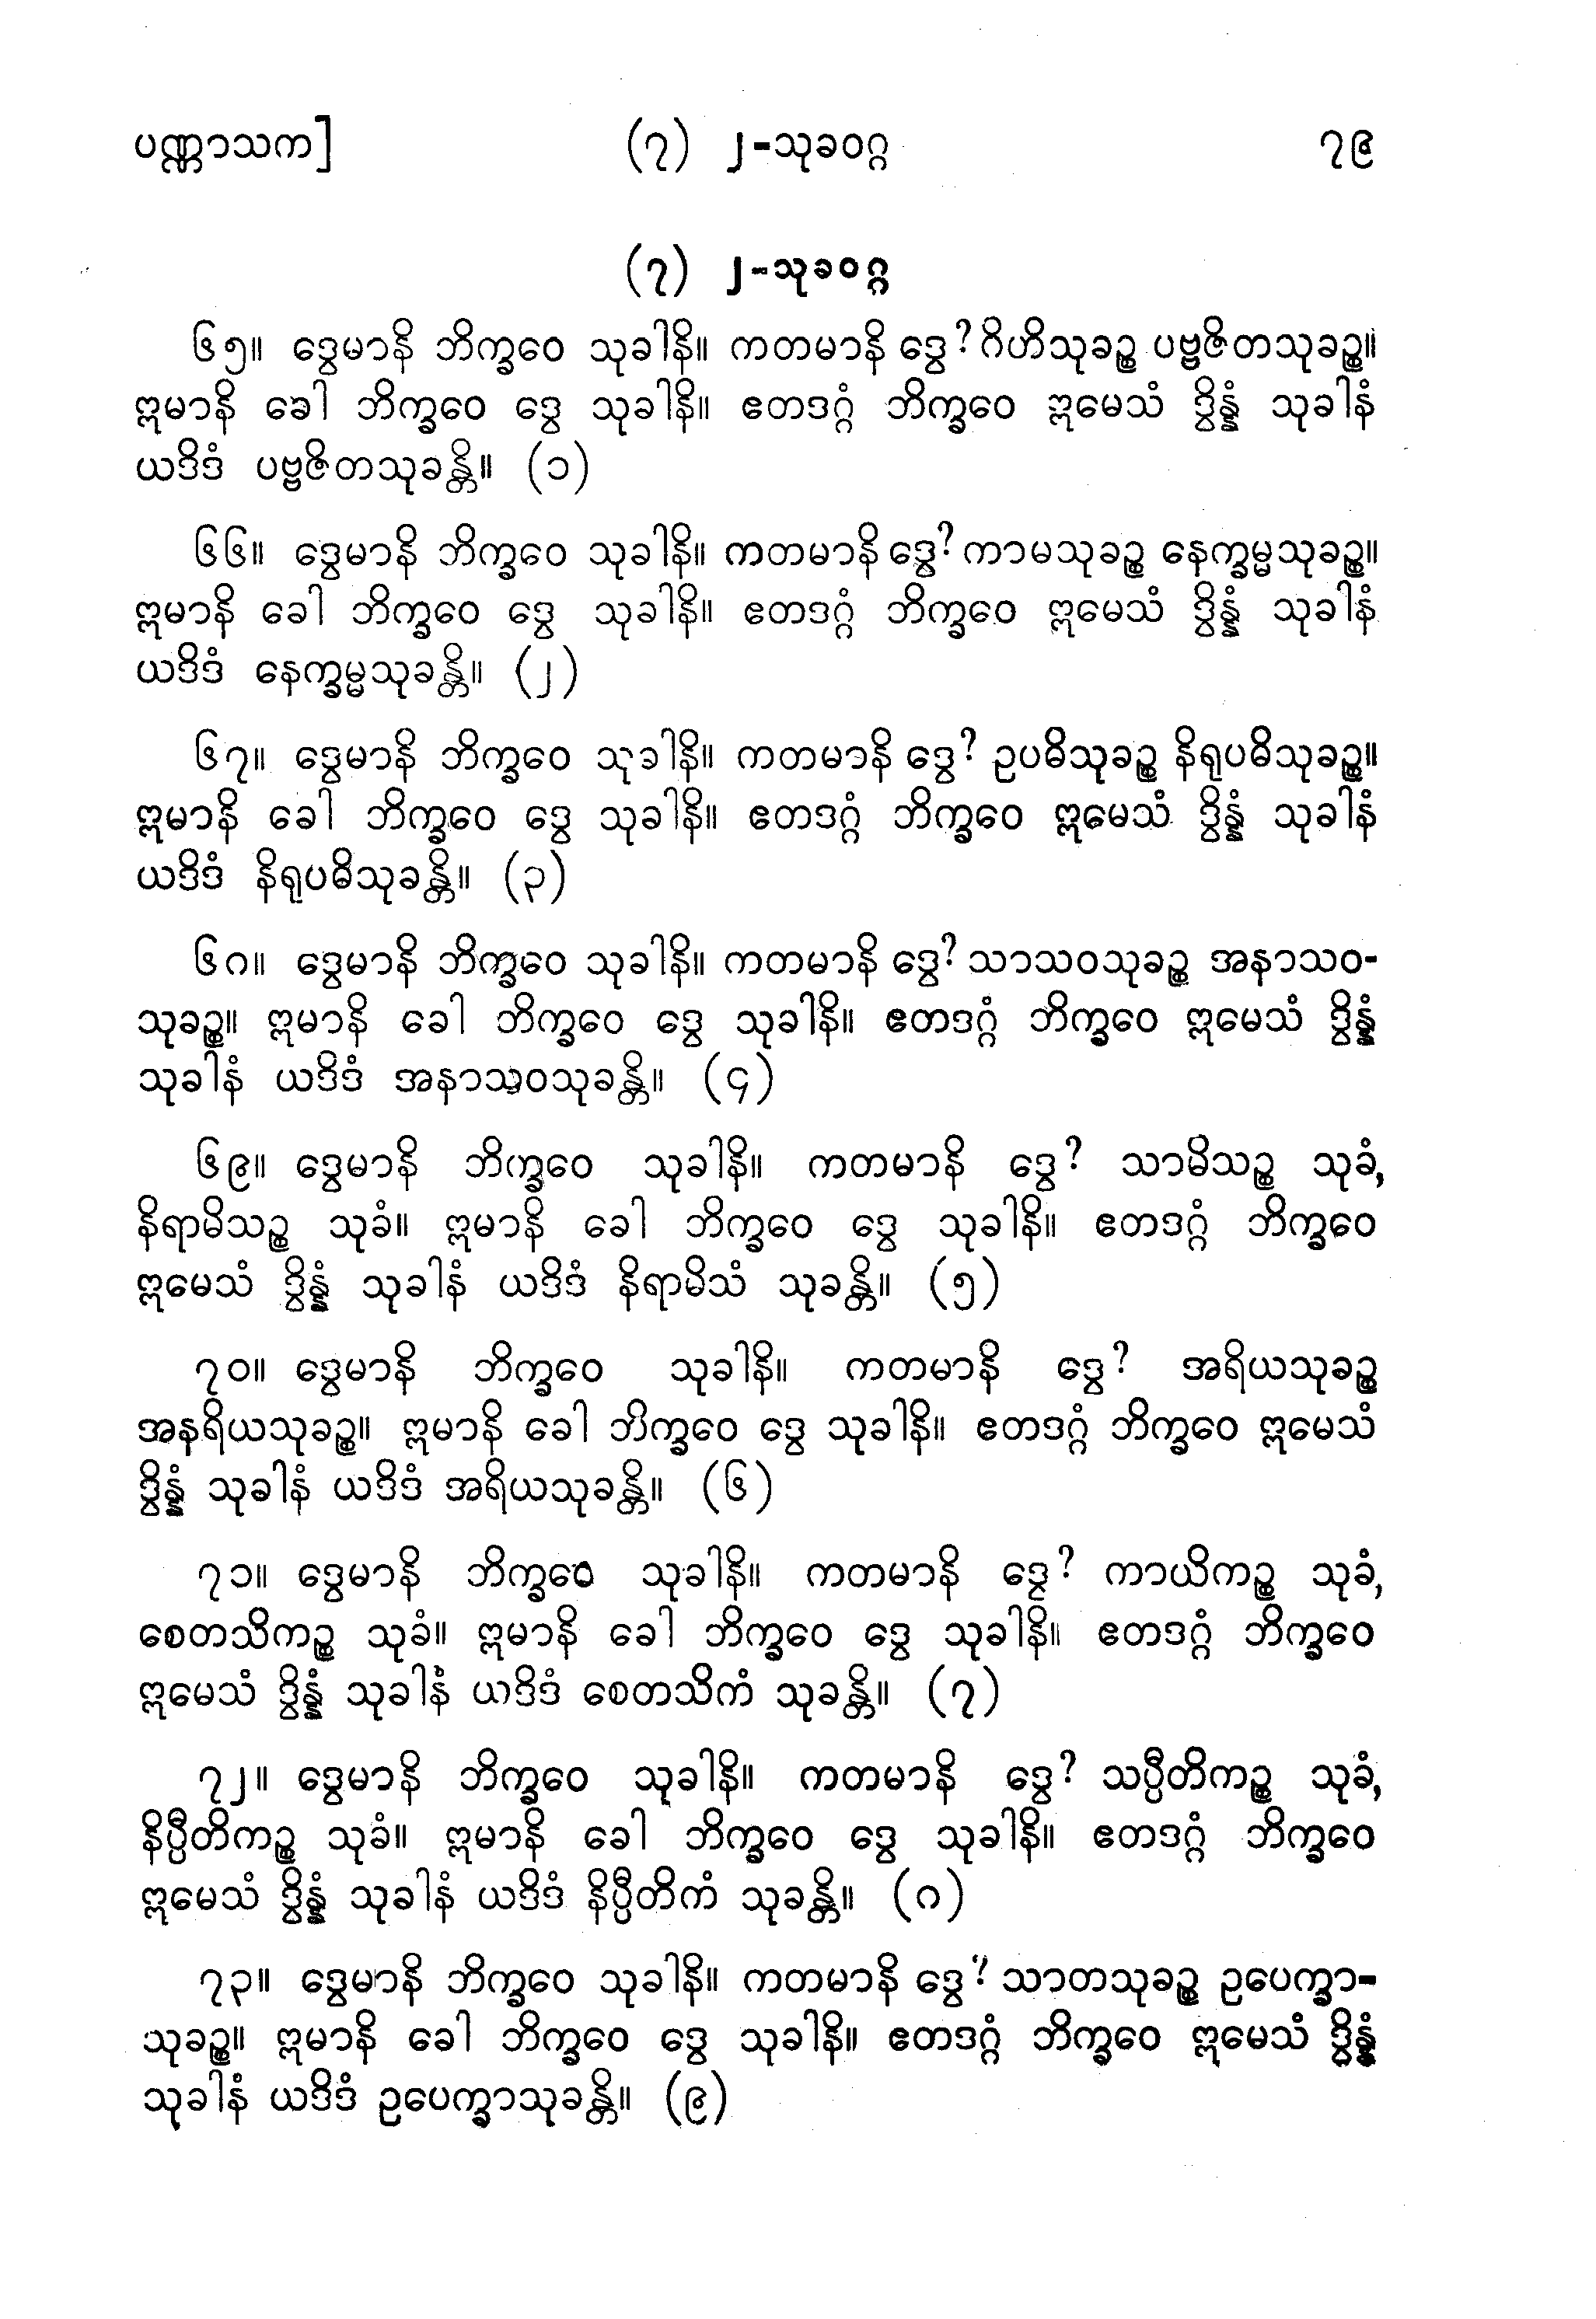 ပဏ္ဏာသက] (၇) ၂-သုခဝဂ္ဂ ၇၉
(၇) ၂-သုခဝဂ္ဂ
၆၅။ ဒွေမာနိ ဘိက္ခဝေ သုခါနိ။ ကတမာနိ ဒွေ? ဂိဟိသုခဉ္စ ပဗ္ဗဇိတသုခဉ္စ။
ဣမာနိ ခေါ ဘိက္ခဝေ ဒွေ သုခါနိ။ ဧတဒဂ္ဂံ ဘိက္ခဝေ ဣမေသံ ဒွိန္နံ သုခါနံ
ယဒိဒံ ပဗ္ဗဇိတသုခန္တိ။ (၁)
၆၆။ ဒွေမာနိ ဘိက္ခဝေ သုခါနိ။ ကတမာနိ ဒွေ? ကာမသုခဉ္စ နေက္ခမ္မသုခဉ္စ။
ဣမာနိ ခေါ ဘိက္ခဝေ ဒွေ သုခါနိ။ ဧတဒဂ္ဂံ ဘိက္ခဝေ ဣမေသံ ဒွိန္နံ သုခါနံ
ယဒိဒံ နေက္ခမ္မသုခန္တိ။ (၂)
၆၇။ ဒွေမာနိ ဘိက္ခဝေ သုခါနိ။ ကတမာနိ ဒွေ? ဥပဓိသုခဉ္စ နိရုပဓိသုခဉ္စ။
ဣမာနိ ခေါ ဘိက္ခဝေ ဒွေ သုခါနိ။ ဧတဒဂ္ဂံ ဘိက္ခဝေ ဣမေသံ ဒွိန္နံ သုခါနံ
ယဒိဒံ နိရုပဓိသုခန္တိ။ (၃)
၆၈။ ဒွေမာနိ ဘိက္ခဝေ သုခါနိ။ ကတမာနိ ဒွေ? သာသဝသုခဉ္စ အနာသဝ-
သုခဉ္စ။ ဣမာနိ ခေါ ဘိက္ခဝေ ဒွေ သုခါနိ။ ဧတဒဂ္ဂံ ဘိက္ခဝေ ဣမေသံ ဒွိန္နံ
သုခါနံ ယဒိဒံ အနာသဝသုခန္တိ။ (၄)
၆၉။ ဒွေမာနိ ဘိက္ခဝေ သုခါနိ။ ကတမာနိ ဒွေ? သာမိသဉ္စ သုခံ,
နိရာမိသဉ္စ သုခံ။ ဣမာနိ ခေါ ဘိက္ခဝေ ဒွေ သုခါနိ။ ဧတဒဂ္ဂံ ဘိက္ခဝေ
ဣမေသံ ဒွိန္နံ သုခါနံ ယဒိဒံ နိရာမိသံ သုခန္တိ။ (၅)
၇၀။ ဒွေမာနိ ဘိက္ခဝေ သုခါနိ။ ကတမာနိ ဒွေ? အရိယသုခဉ္စ
အနရိယသုခဉ္စ။ ဣမာနိ ခေါ ဘိက္ခဝေ ဒွေ သုခါနိ။ ဧတဒဂ္ဂံ ဘိက္ခဝေ ဣမေသံ
ဒွိန္နံ သုခါနံ ယဒိဒံ အရိယသုခန္တိ။ (၆)
၇၁။ ဒွေမာနိ ဘိက္ခဝေ သုခါနိ။ ကတမာနိ ဒွေ? ကာယိကဉ္စ သုခံ,
စေတသိကဉ္စ သုခံ။ ဣမာနိ ခေါ ဘိက္ခဝေ ဒွေ သုခါနိ။ ဧတဒဂ္ဂံ ဘိက္ခဝေ
ဣမေသံ ဒွိန္နံ သုခါနံ ယဒိဒံ စေတသိကံ သုခန္တိ။ (၇)
၇၂။ ဒွေမာနိ ဘိက္ခဝေ သုခါနိ။ ကတမာနိ ဒွေ? သပ္ပီတိကဉ္စ သုခံ,
နိပ္ပီတိကဉ္စ သုခံ။ ဣမာနိ ခေါ ဘိက္ခဝေ ဒွေ သုခါနိ။ ဧတဒဂ္ဂံ ဘိက္ခဝေ
ဣမေသံ ဒွိန္နံ သုခါနံ ယဒိဒံ နိပ္ပီတိကံ သုခန္တိ။ (၈)
၇၃။ ဒွေမာနိ ဘိက္ခဝေ သုခါနိ။ ကတမာနိ ဒွေ? သာတသုခဉ္စ ဥပေက္ခာ-
သုခဉ္စ။ ဣမာနိ ခေါ ဘိက္ခဝေ ဒွေ သုခါနိ။ ဧတဒဂ္ဂံ ဘိက္ခဝေ ဣမေသံ ဒွိန္နံ
သုခါနံ ယဒိဒံ ဥပေက္ခာသုခန္တိ။ (၉)